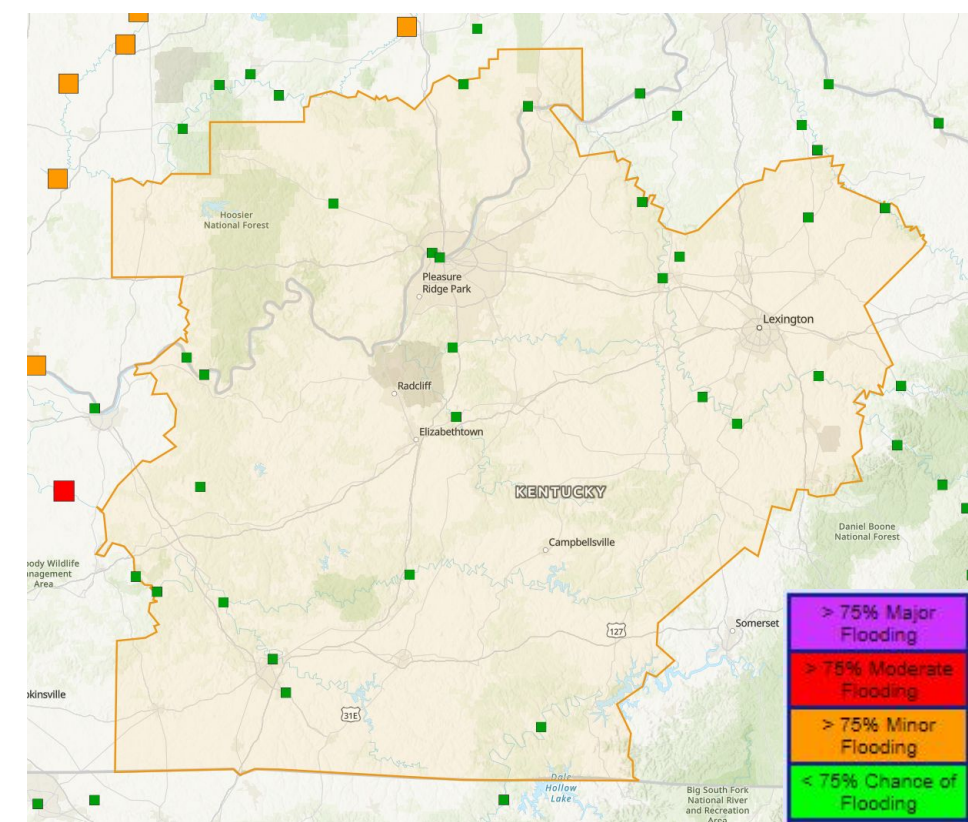 Hoosier
National Forest
Pleasure
Ridge Park
Lexington
Radcliff
Elizabethtown
KENTUCKY
Daniel Boone
National Forest
Campbellsville
ody Wildlife
nagement
Area
127
Somerset
kinsville
31E
Dale
Hollow
Lake
Big South Fork
National River
and Recreation
Area
> 75% Major
Flooding
> 75% Moderate
Flooding
> 75% Minor
Flooding
< 75% Chance of
Flooding